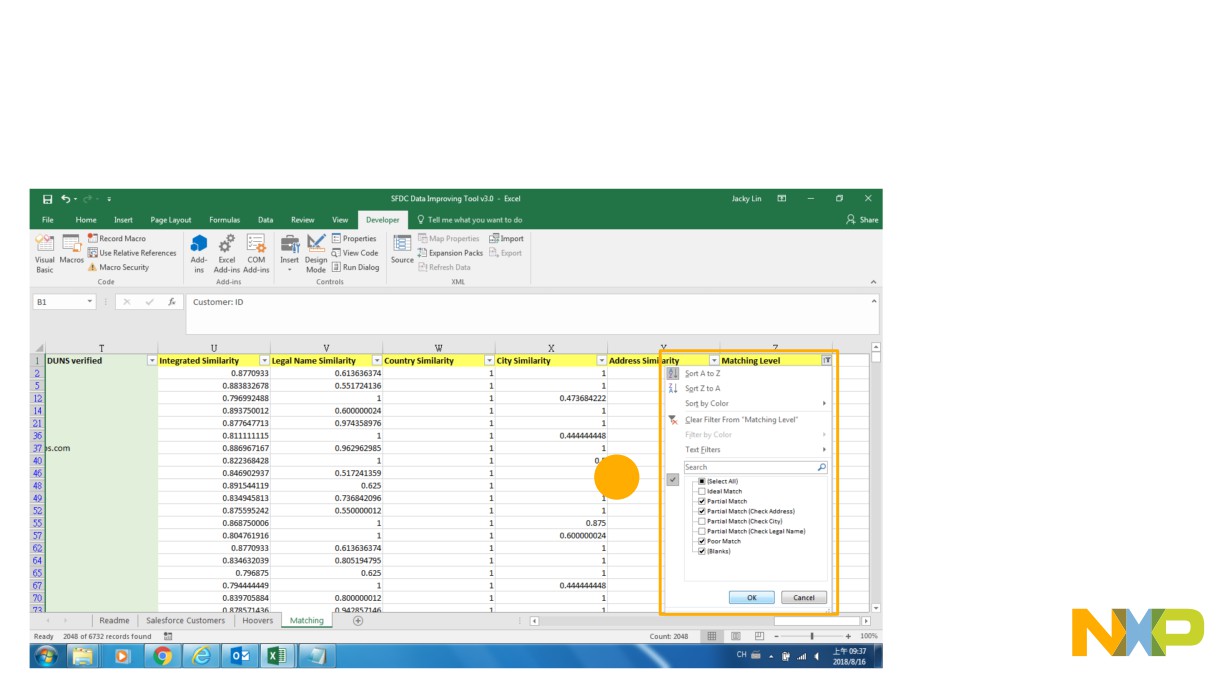 SFDC Data Improving Tool v3.0 - Excel Jacky Lin
File Home Insert Page Layout Formulas Data Review View Developer Tell me what you want to do Share
Record Macro
Use Relative References
Macro Security
Visual Basic Macros
Code
Add-ins Excel Add-ins COM Add-ins
Add-ins
Insert Design Mode
Properties
View Code
Run Dialog
Controls
Source
Map Properties Import
Expansion Packs Export
Refresh Data
XML
B1 fx Customer: ID
T U V W X Y Z
1 DUNS verified Integrated Similarity Legal Name Similarity Country Similarity City Similarity Address Similarity Matching Level
2 0.8770933 0.613636374 1 1
5 0.883832678 0.551724136 1 1
12 0.796992488 1 1 0.473684222
14 0.893750012 0.600000024 1 1
21 0.877647713 0.974358976 1 1
36 0.811111115 1 1 0.444444448
37 ns.com 0.886967167 0.962962985 1 1
40 0.822368428 1 1 0.
46 0.846902937 0.517241359 1
48 0.891544119 0.625 1
49 0.834945813 0.736842096 1 1
52 0.875595242 0.550000012 1 1
55 0.868750006 1 1 0.875
57 0.804761916 1 1 0.600000024
62 0.8770933 0.613636374 1 1
64 0.834632039 0.805194795 1 1
65 0.796875 0.625 1 1
67 0.794444449 1 1 0.444444448
70 0.839705884 0.800000012 1 1
73 0.878571436 0.942857146 1 1
Sort A to Z
Sort Z to A
Sort by Color
Clear Filter From "Matching Level"
Filter by Color
Text Filters
Search
(Select All)
Ideal Match
Partial Match
Partial Match (Check Address)
Partial Match (Check City)
Partial Match (Check Legal Name)
Poor Match
(Blanks)
OK Cancel
Readme Salesforce Customers Hoovers Matching
Ready 2048 of 6732 records found Count: 2048 100%
CH 上午 09:37
2018/8/16
NXP